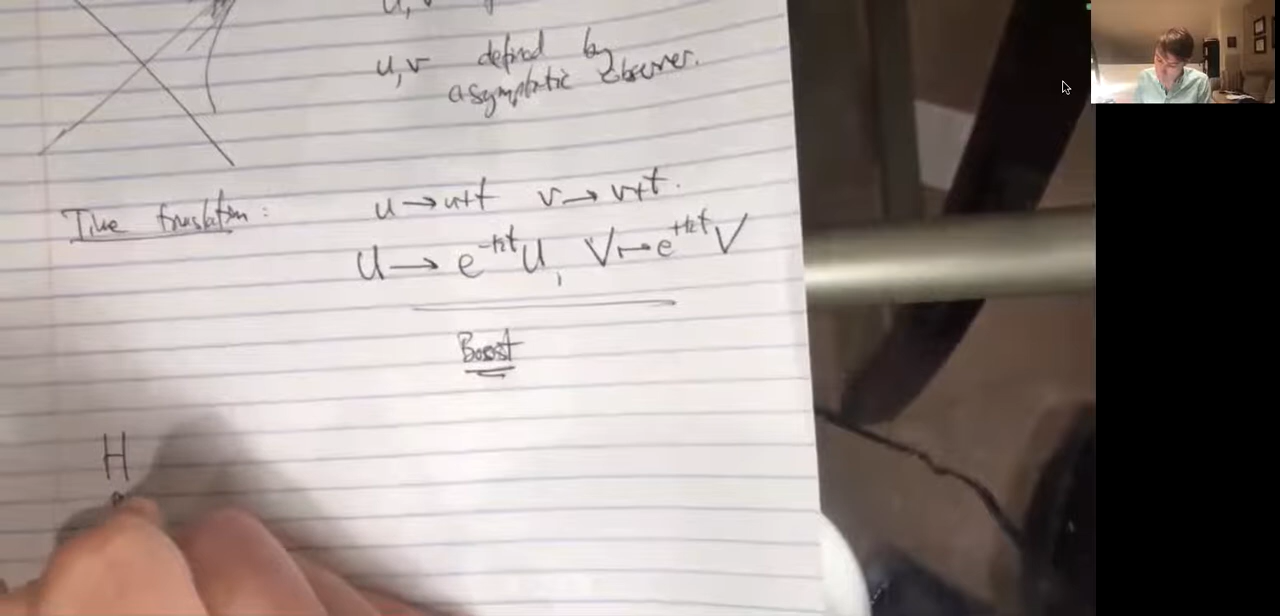 u, v defined by
asymptotic observer.
Time translation: u → u+t v → v+t.
U → e^{-κt} U, V → e^{+κt} V
Boost
H